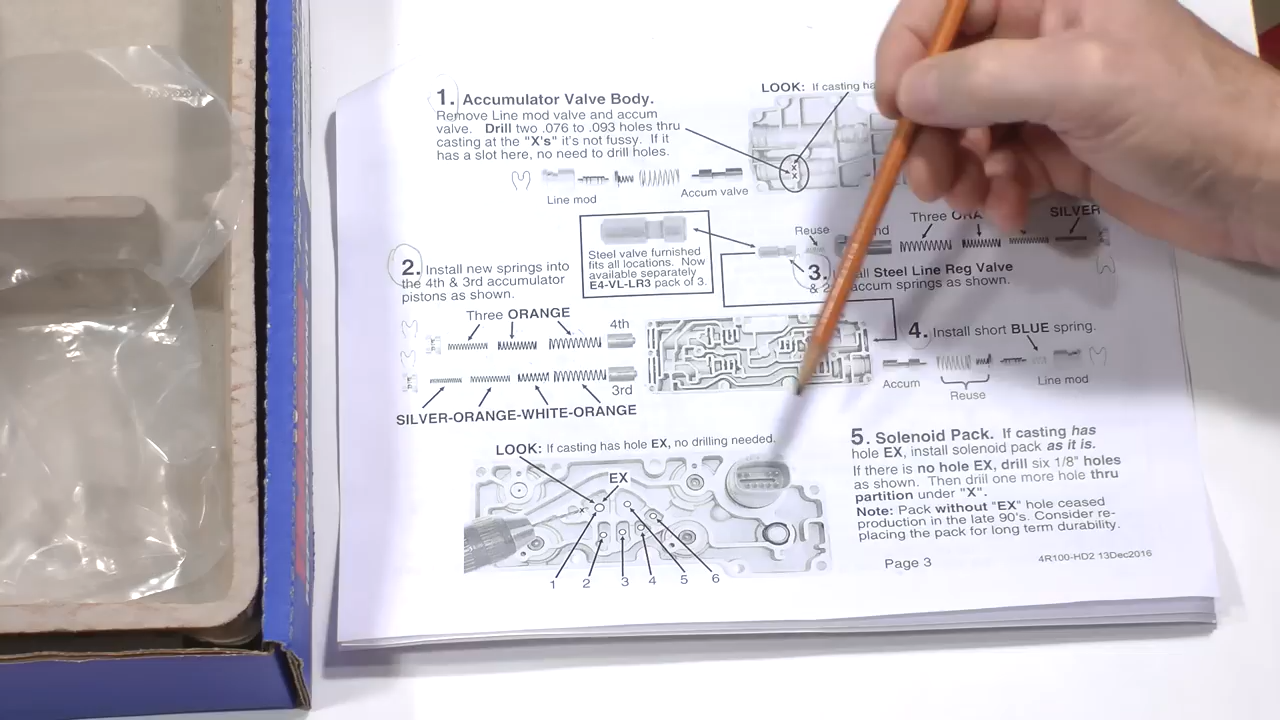 1. Accumulator Valve Body.
Remove Line mod valve and accum
valve. Drill two .076 to .093 holes thru
casting at the "X's" it's not fussy. If it
has a slot here, no need to drill holes.
LOOK: If casting ha
Line mod
Accum valve
Steel valve furnished
fits all locations. Now
available separately
E4-VL-LR3 pack of 3.
Reuse
Three
SILVER
3. Steel Line Reg Valve
& accum springs as shown.
2. Install new springs into
the 4th & 3rd accumulator
pistons as shown.
Three ORANGE
4th
3rd
SILVER-ORANGE-WHITE-ORANGE
4. Install short BLUE spring.
Accum
Reuse
Line mod
LOOK: If casting has hole EX, no drilling needed.
EX
X
1 2 3 4 5 6
5. Solenoid Pack. If casting has
hole EX, install solenoid pack as it is.
If there is no hole EX, drill six 1/8" holes
as shown. Then drill one more hole thru
partition under "X".
Note: Pack without "EX" hole ceased
production in the late 90's. Consider re-
placing the pack for long term durability.
Page 3
4R100-HD2 13Dec2016